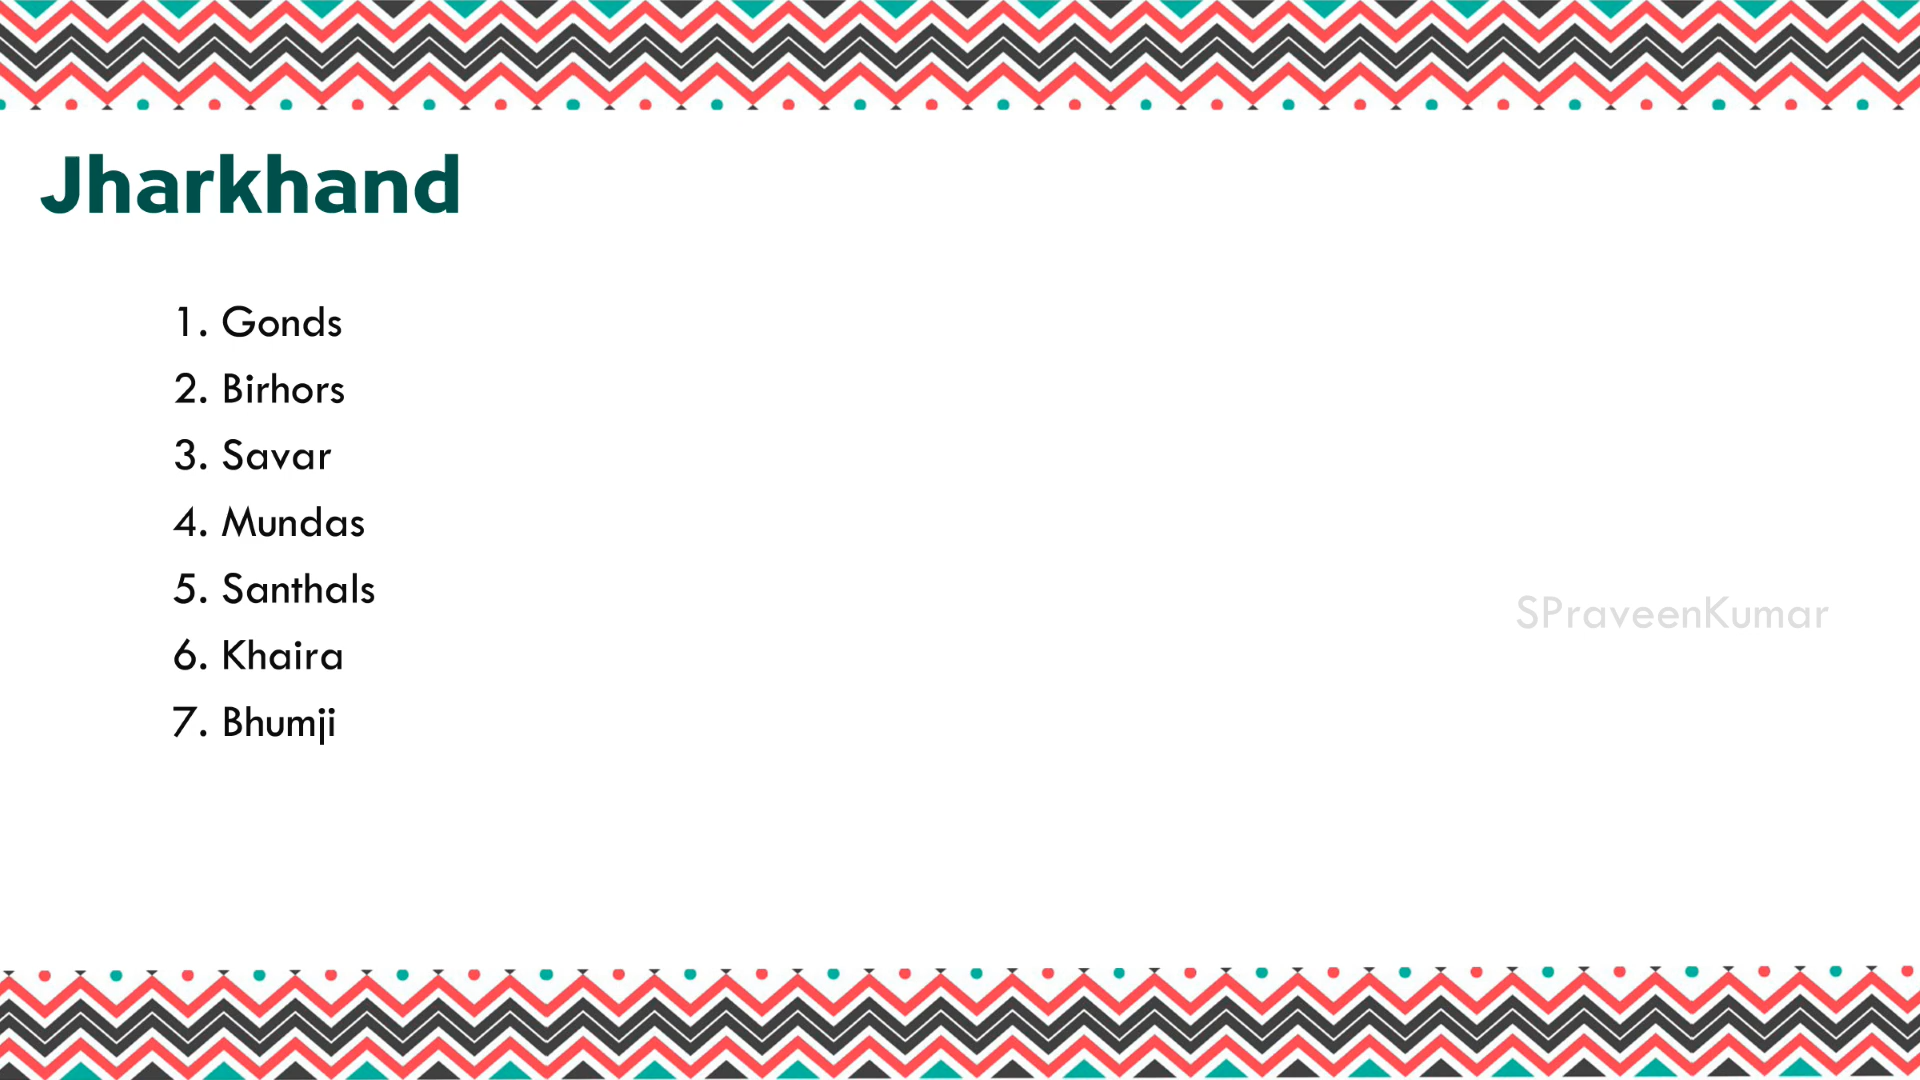 Jharkhand
1. Gonds
2. Birhors
3. Savar
4. Mundas
5. Santhals
6. Khaira
7. Bhumji
SPraveenKumar